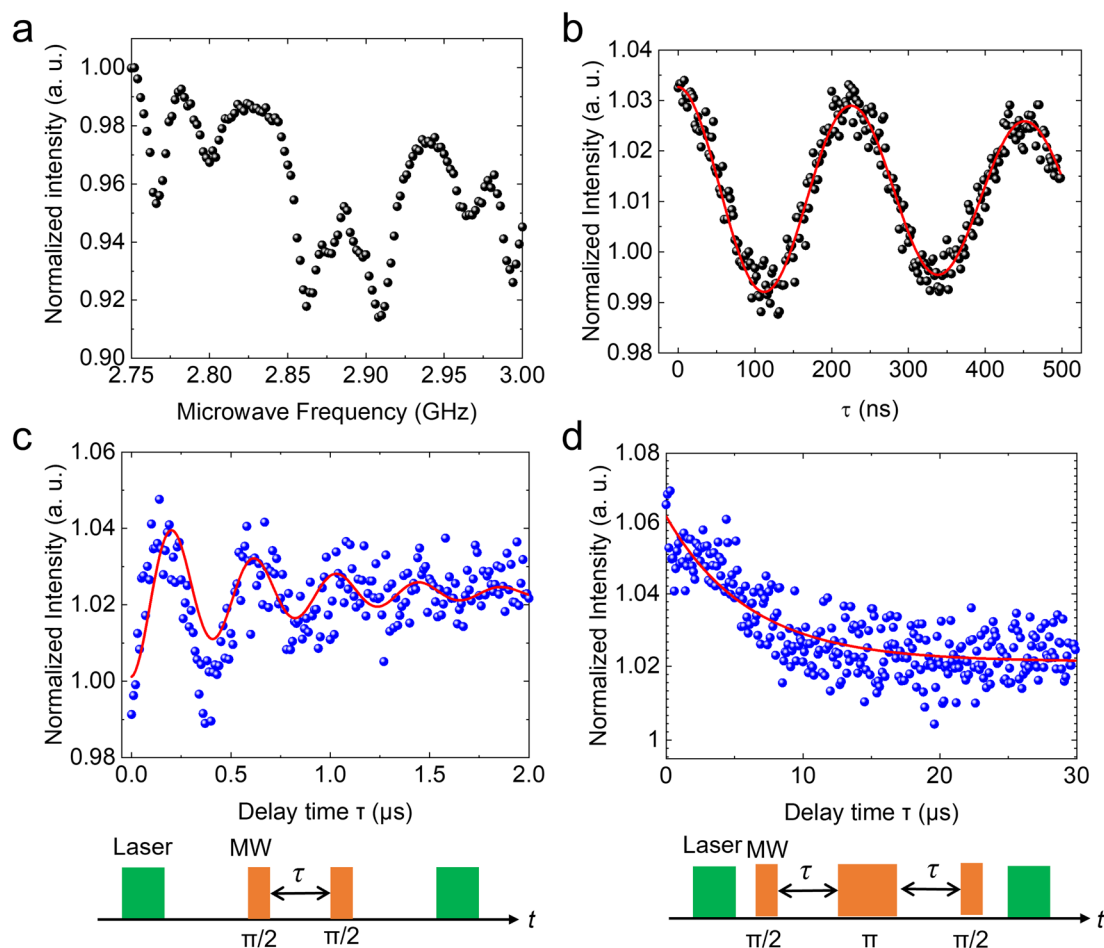 a
1.00
0.98
0.96
0.94
0.92
0.90
Normalized intensity (a. u.)
2.75 2.80 2.85 2.90 2.95 3.00
Microwave Frequency (GHz)
b
1.04
1.03
1.02
1.01
1.00
0.99
0.98
Normalized Intensity (a. u.)
0 100 200 300 400 500
τ (ns)
c
1.06
1.04
1.02
1.00
0.98
Normalized Intensity (a. u.)
0.0 0.5 1.0 1.5 2.0
Delay time τ (μs)
Laser MW
τ
t
π/2 π/2
d
1.08
1.06
1.04
1.02
1
Normalized Intensity (a. u.)
0 10 20 30
Delay time τ (μs)
Laser MW
τ τ
t
π/2 π π/2